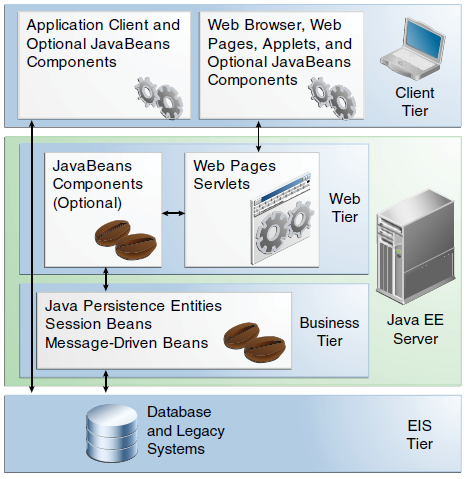 Application Client and
Optional JavaBeans
Components
Web Browser, Web
Pages, Applets, and
Optional JavaBeans
Components
Client
Tier
JavaBeans
Components
(Optional)
Web Pages
Servlets
Web
Tier
Java Persistence Entities
Session Beans
Message-Driven Beans
Business
Tier
Java EE
Server
Database
and Legacy
Systems
EIS
Tier